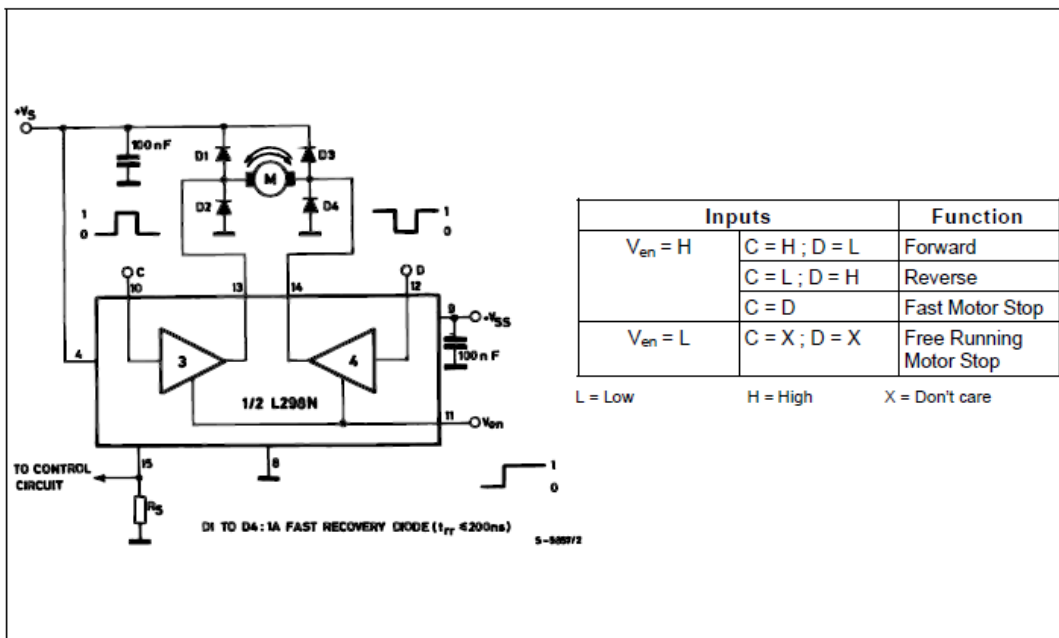 +VS
100nF
D1
D3
M
D2
D4
1
0
1
0
C
D
10
13
14
12
9
+VSS
100nF
4
3
4
1/2 L298N
11
Ven
15
8
TO CONTROL
CIRCUIT
RS
1
0
D1 TO D4 : 1A FAST RECOVERY DIODE (trr ≤200ns)
S-5857/2
Inputs Function
Ven = H C = H ; D = L Forward
C = L ; D = H Reverse
C = D Fast Motor Stop
Ven = L C = X ; D = X Free Running
Motor Stop
L = Low H = High X = Don't care